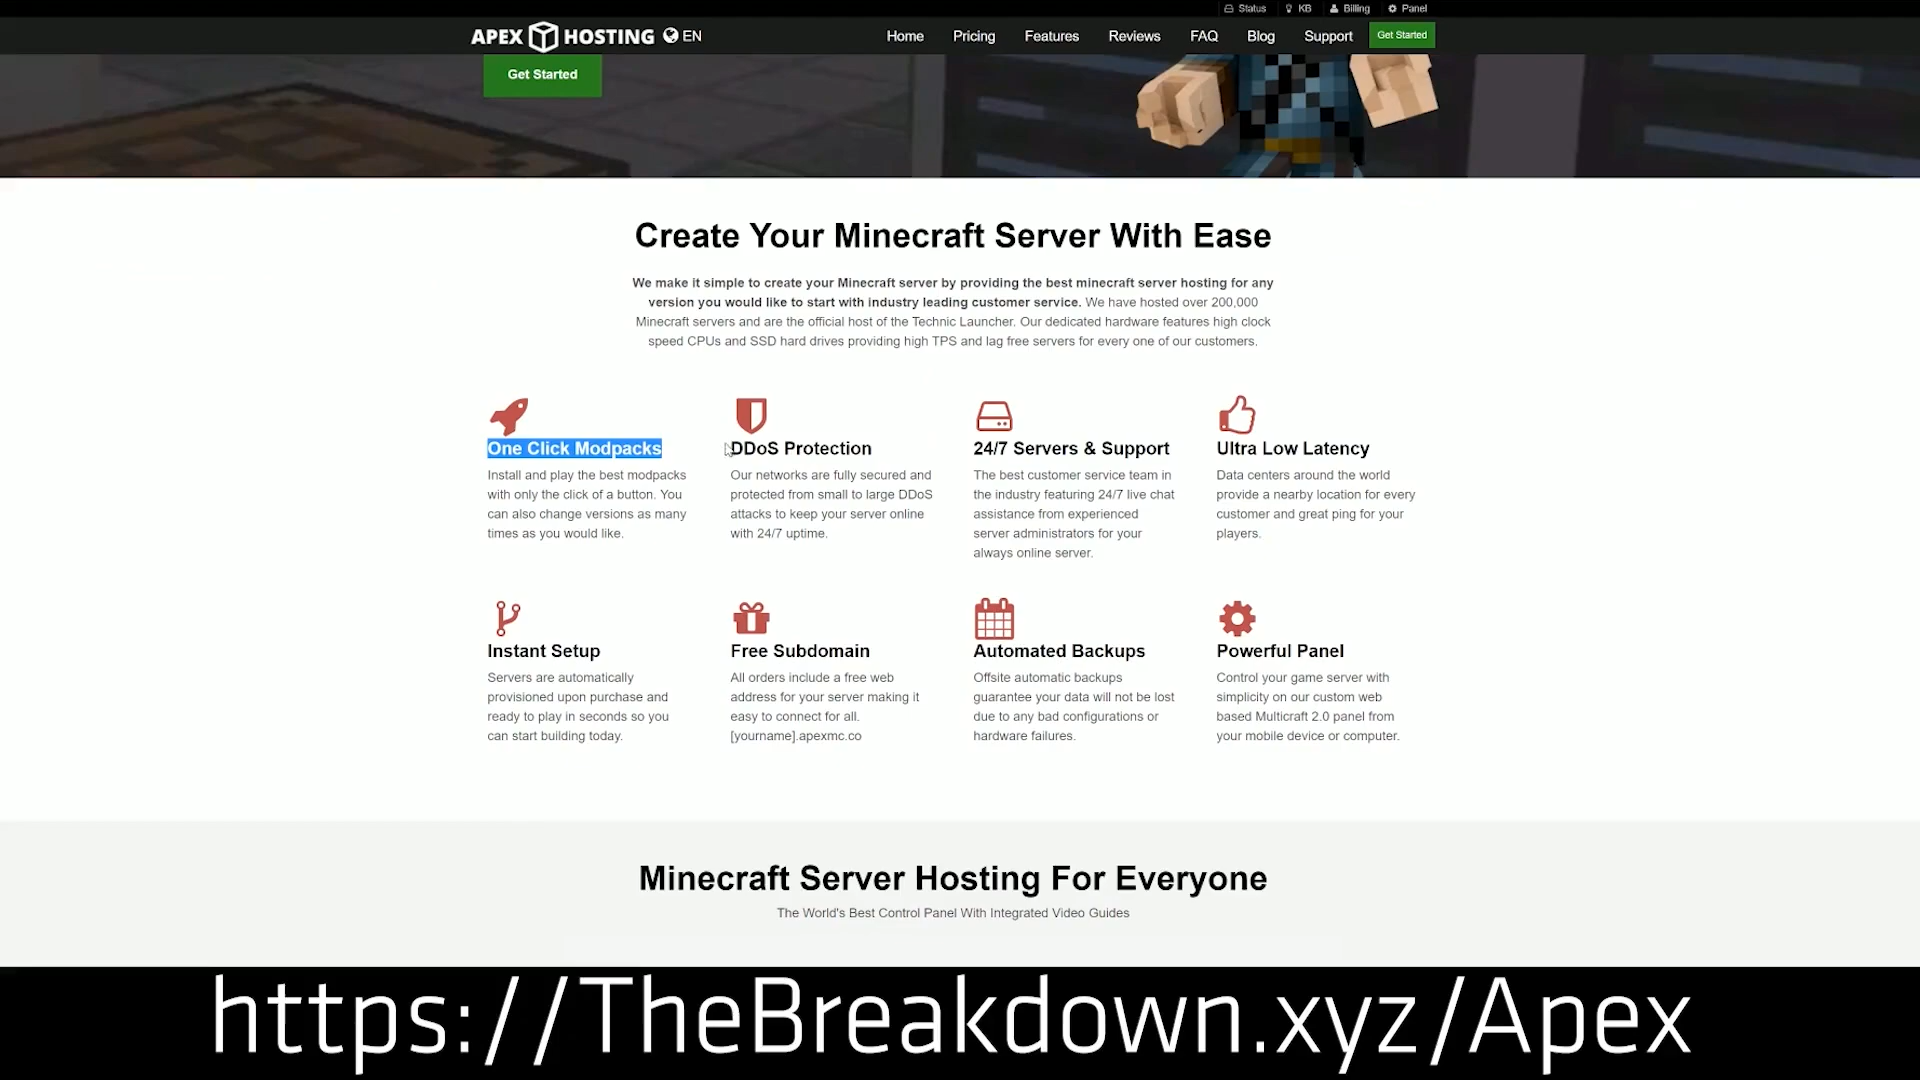 Status KB Billing Panel
APEX HOSTING EN Home Pricing Features Reviews FAQ Blog Support Get Started
Get Started
Create Your Minecraft Server With Ease
We make it simple to create your Minecraft server by providing the best minecraft server hosting for any
version you would like to start with industry leading customer service. We have hosted over 200,000
Minecraft servers and are the official host of the Technic Launcher. Our dedicated hardware features high clock
speed CPUs and SSD hard drives providing high TPS and lag free servers for every one of our customers.
One Click Modpacks
Install and play the best modpacks
with only the click of a button. You
can also change versions as many
times as you would like.
DDoS Protection
Our networks are fully secured and
protected from small to large DDoS
attacks to keep your server online
with 24/7 uptime.
24/7 Servers & Support
The best customer service team in
the industry featuring 24/7 live chat
assistance from experienced
server administrators for your
always online server.
Ultra Low Latency
Data centers around the world
provide a nearby location for every
customer and great ping for your
players.
Instant Setup
Servers are automatically
provisioned upon purchase and
ready to play in seconds so you
can start building today.
Free Subdomain
All orders include a free web
address for your server making it
easy to connect for all.
[yourname].apexmc.co
Automated Backups
Offsite automatic backups
guarantee your data will not be lost
due to any bad configurations or
hardware failures.
Powerful Panel
Control your game server with
simplicity on our custom web
based Multicraft 2.0 panel from
your mobile device or computer.
Minecraft Server Hosting For Everyone
The World's Best Control Panel With Integrated Video Guides
https://TheBreakdown.xyz/Apex